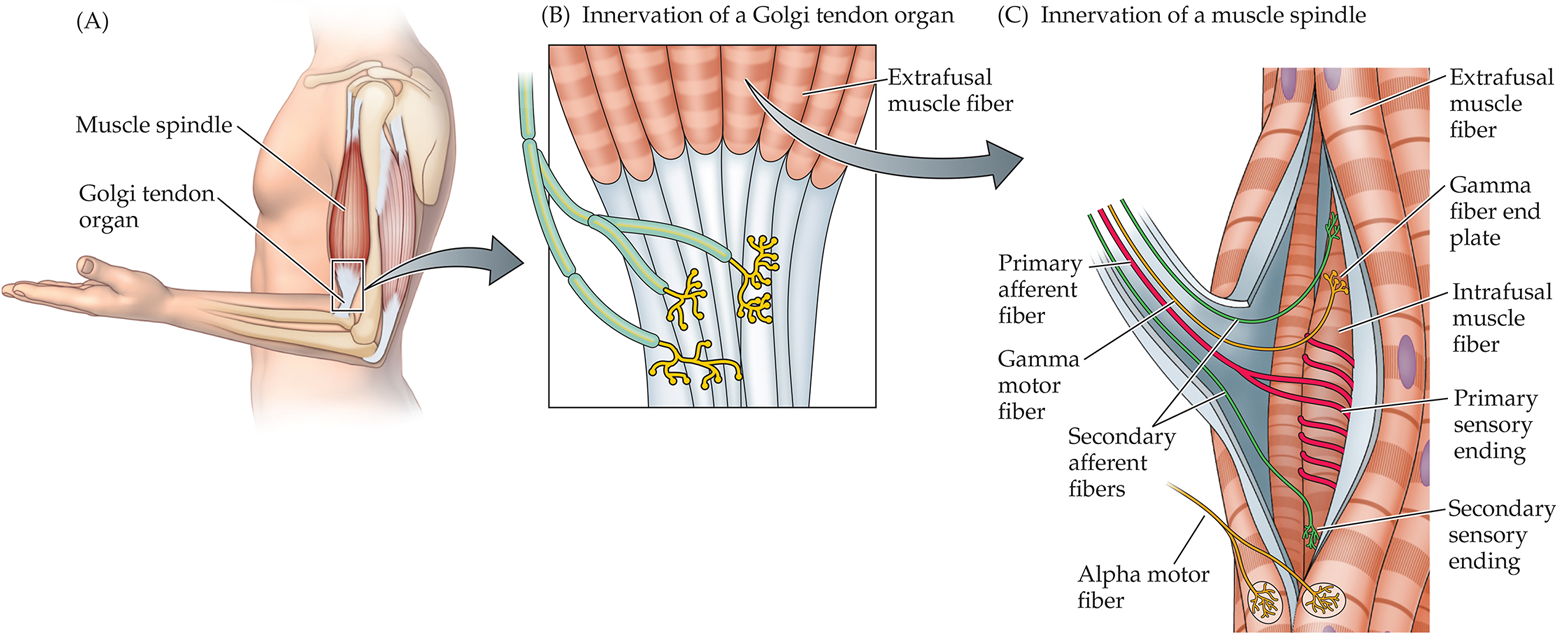 (A)
Muscle spindle
Golgi tendon
organ
(B) Innervation of a Golgi tendon organ
Extrafusal
muscle fiber
(C) Innervation of a muscle spindle
Extrafusal
muscle
fiber
Gamma
fiber end
plate
Primary
afferent
fiber
Intrafusal
muscle
fiber
Gamma
motor
fiber
Primary
sensory
ending
Secondary
afferent
fibers
Secondary
sensory
ending
Alpha motor
fiber